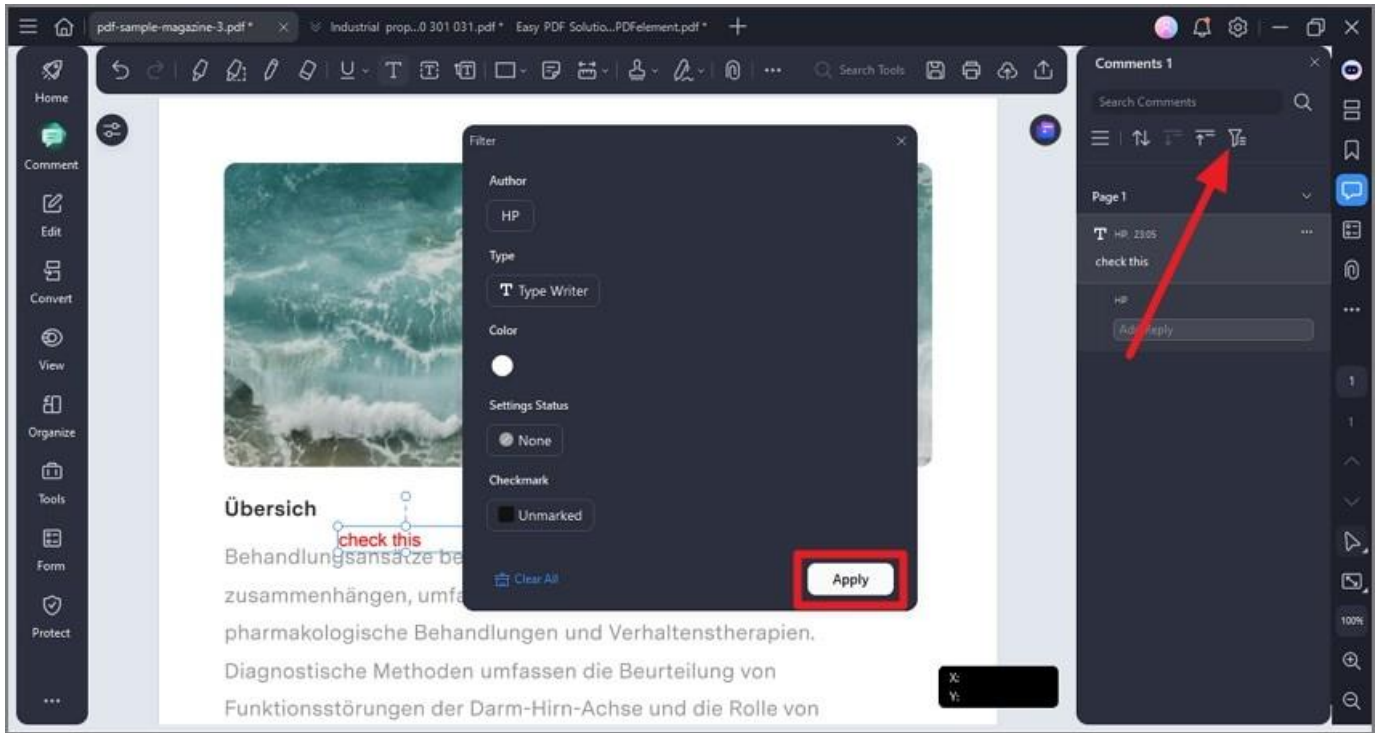 pdf-sample-magazine-3.pdf *
Industrial prop...0 301 031.pdf *
Easy PDF Solutio...PDFelement.pdf *
Search Tools
Home
Comment
Edit
Convert
View
Organize
Tools
Form
Protect
Filter
Author
HP
Type
T Type Writer
Color
Settings Status
None
Checkmark
Unmarked
Clear All
Apply
Übersich
check this
Behandlungsansätze be
zusammenhängen, umfa
pharmakologische Behandlungen und Verhaltenstherapien.
Diagnostische Methoden umfassen die Beurteilung von
Funktionsstörungen der Darm-Hirn-Achse und die Rolle von
X:
Y:
Comments 1
Search Comments
Page 1
T HP 23:05
check this
HP
Add Reply
1
1
100%